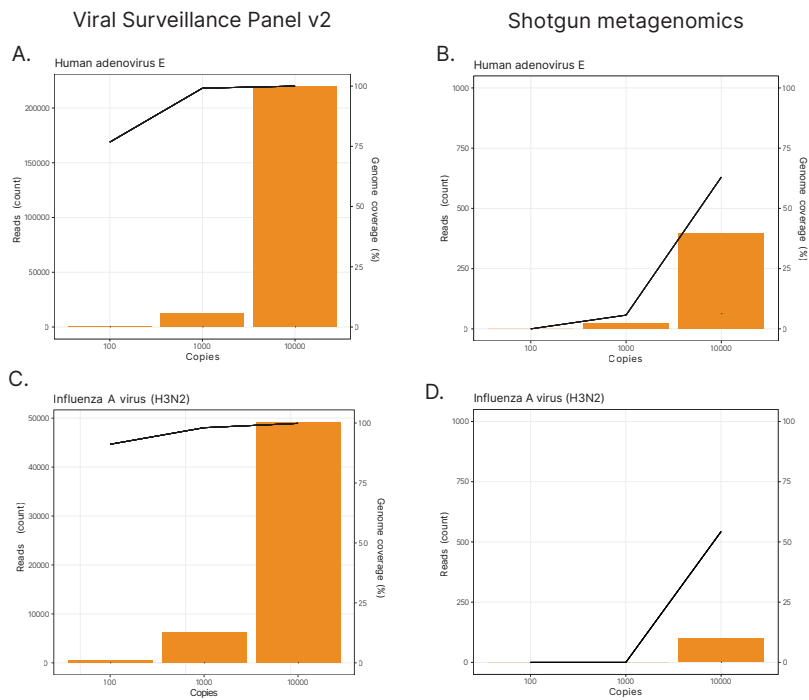 Viral Surveillance Panel v2
Shotgun metagenomics
A.
Human adenovirus E
200000
150000
100000
50000
0
Reads (count)
100
75
50
25
0
Genome coverage (%)
100
1000
10000
Copies
B.
Human adenovirus E
1000
750
500
250
0
Reads (count)
100
75
50
25
0
Genome coverage (%)
100
1000
10000
Copies
C.
Influenza A virus (H3N2)
50000
40000
30000
20000
10000
0
Reads (count)
100
75
50
25
0
Genome coverage (%)
100
1000
10000
Copies
D.
Influenza A virus (H3N2)
1000
750
500
250
0
Reads (count)
100
75
50
25
0
Genome coverage (%)
100
1000
10000
Copies